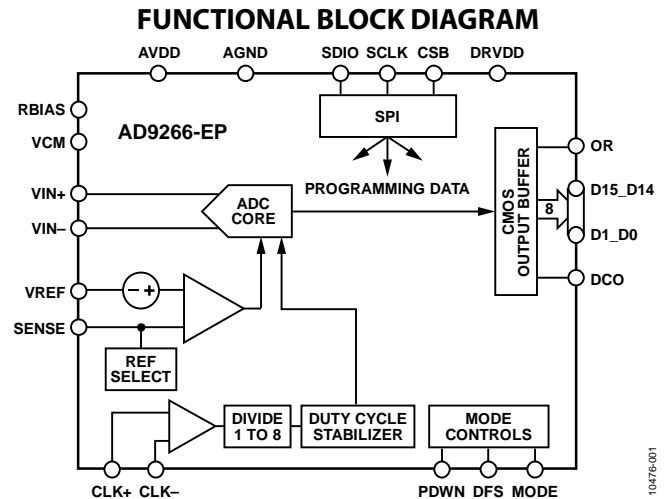 FUNCTIONAL BLOCK DIAGRAM
AVDD AGND SDIO SCLK CSB DRVDD
RBIAS
VCM
AD9266-EP
SPI
PROGRAMMING DATA
VIN+
VIN–
ADC
CORE
CMOS
OUTPUT BUFFER
OR
D15_D14
8
D1_D0
DCO
VREF
– +
SENSE
REF
SELECT
DIVIDE
1 TO 8
DUTY CYCLE
STABILIZER
MODE
CONTROLS
CLK+ CLK–
PDWN DFS MODE
10476-001